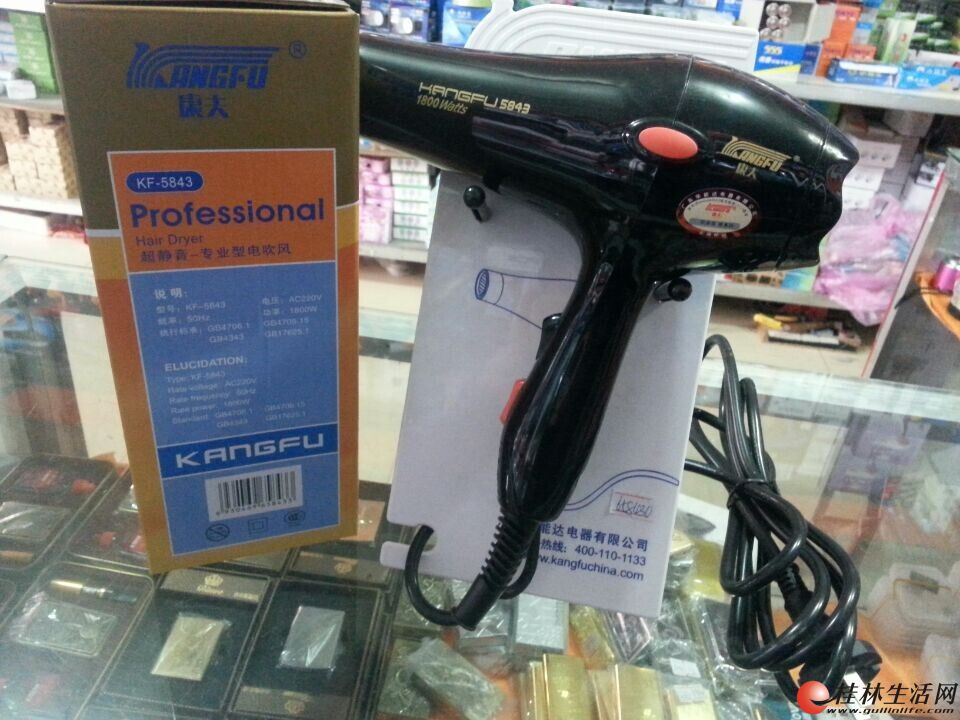 KANGFU ®
康夫
KF-5843
Professional
Hair Dryer
超静音-专业型电吹风
说 明:
型号: KF-5843 电压: AC220V
频率: 50Hz 功率: 1800W
执行标准: GB4706.1 GB4706.15
GB4343 GB17625.1
ELUCIDATION:
Type: KF-5843
Rate voltage: AC220V
Rate frequency: 50Hz
Rate power: 1800W
Standard: GB4706.1 GB4706.15
GB4343 GB17625.1
KANGFU
KANGFU 5843
1800Watts
KANGFU
康夫
KANGFU
康夫
能达电器有限公司
热线: 400-110-1133
www.kangfuchina.com
桂林生活网
www.guilinlife.com